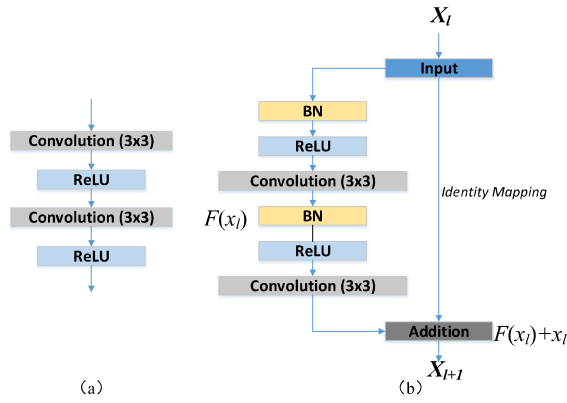 Convolution (3x3)
ReLU
Convolution (3x3)
ReLU
(a)
X_l
Input
BN
ReLU
Convolution (3x3)
Identity Mapping
BN
F(x_l)
ReLU
Convolution (3x3)
Addition
F(x_l)+x_l
X_{l+1}
(b)